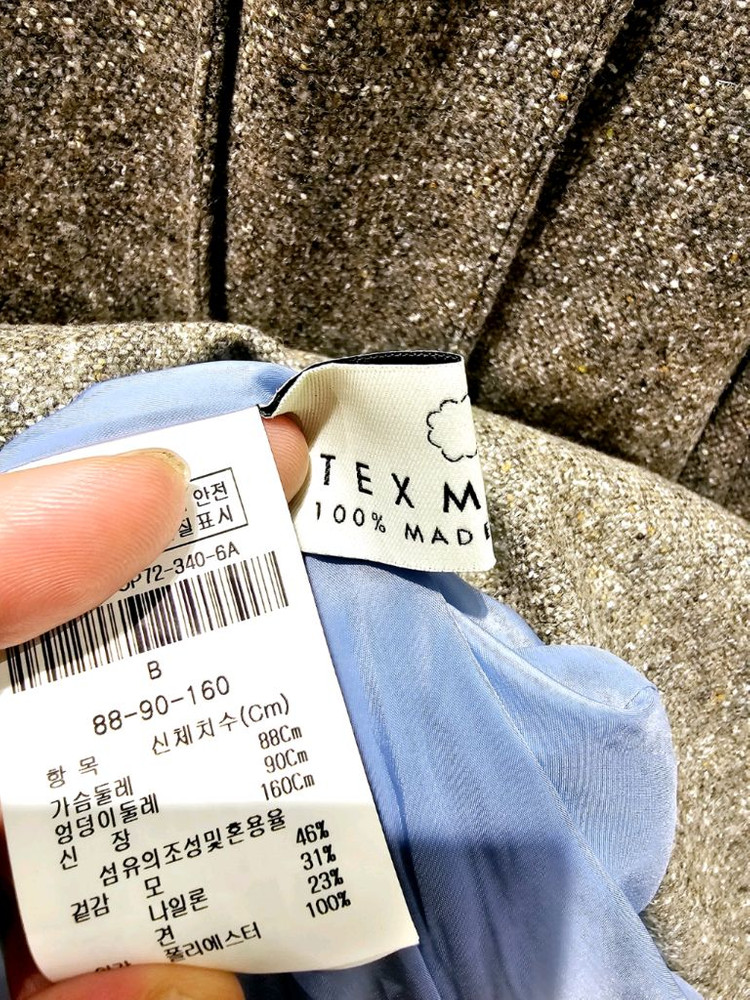 TEX M
100% MADE
안전
질표시
P72-340-6A
B
88-90-160
신체치수(Cm)
항 목
가슴둘레 88Cm
엉덩이둘레 90Cm
신 장 160Cm
섬유의조성및혼용율
겉감 모 46%
나일론 31%
견 23%
폴리에스터 100%